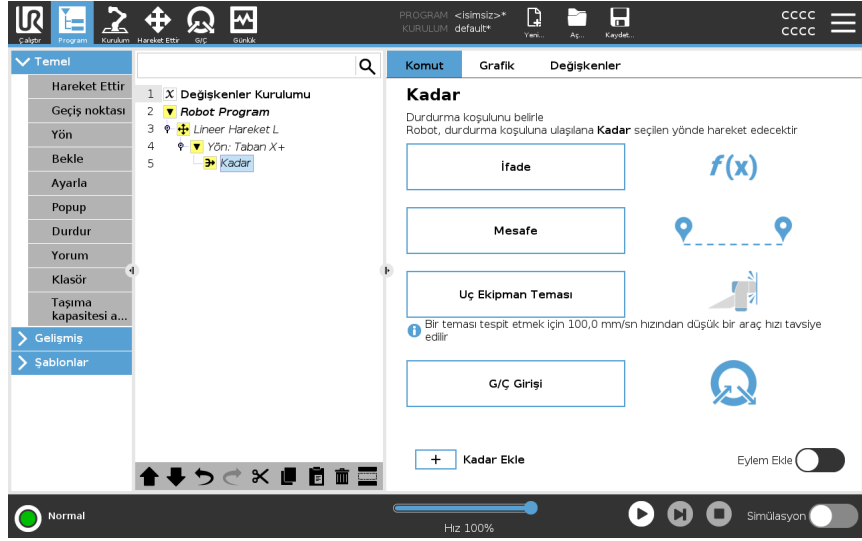 UR
PROGRAM <isimsiz>*
KURULUM default*
Çalıştır Program Kurulum Hareket Ettir G/Ç Günlük
Yeni... Aç... Kaydet...
CCCC
CCCC
Temel
Hareket Ettir
Geçiş noktası
Yön
Bekle
Ayarla
Popup
Durdur
Yorum
Klasör
Taşıma
kapasitesi a...
Gelişmiş
Şablonlar
1 X Değişkenler Kurulumu
2 Robot Program
3 Lineer Hareket L
4 Yön: Taban X+
5 Kadar
Komut Grafik Değişkenler
Kadar
Durdurma koşulunu belirle
Robot, durdurma koşuluna ulaşılana Kadar seçilen yönde hareket edecektir
İfade
f(x)
Mesafe
Uç Ekipman Teması
Bir teması tespit etmek için 100,0 mm/sn hızından düşük bir araç hızı tavsiye
edilir
G/Ç Girişi
+ Kadar Ekle
Eylem Ekle
Normal
Hız 100%
Simülasyon